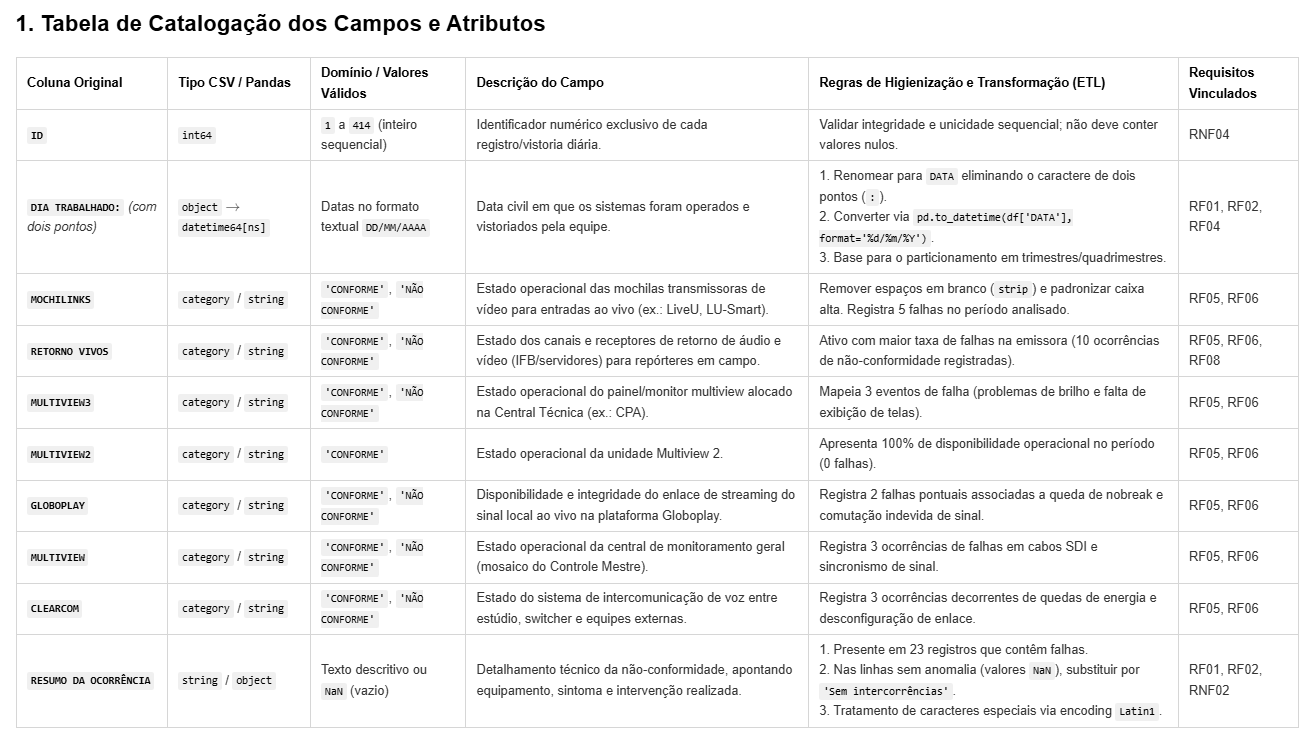 1. Tabela de Catalogação dos Campos e Atributos
Coluna Original
Tipo CSV / Pandas
Domínio / Valores
Válidos
Descrição do Campo
Regras de Higienização e Transformação (ETL)
Requisitos
Vinculados
ID
int64
1 a 414 (inteiro
sequencial)
Identificador numérico exclusivo de cada
registro/vistoria diária.
Validar integridade e unicidade sequencial; não deve conter
valores nulos.
RNF04
DIA TRABALHADO: (com
dois pontos)
object →
datetime64[ns]
Datas no formato
textual DD/MM/AAAA
Data civil em que os sistemas foram operados e
vistoriados pela equipe.
1. Renomear para DATA eliminando o caractere de dois
pontos ( : ).
2. Converter via pd.to_datetime(df['DATA'],
format='%d/%m/%Y') .
3. Base para o particionamento em trimestres/quadrimestres.
RF01, RF02,
RF04
MOCHILINKS
category / string
'CONFORME' , 'NÃO
CONFORME'
Estado operacional das mochilas transmissoras de
vídeo para entradas ao vivo (ex.: LiveU, LU-Smart).
Remover espaços em branco ( strip ) e padronizar caixa
alta. Registra 5 falhas no período analisado.
RF05, RF06
RETORNO VIVOS
category / string
'CONFORME' , 'NÃO
CONFORME'
Estado dos canais e receptores de retorno de áudio e
vídeo (IFB/servidores) para repórteres em campo.
Ativo com maior taxa de falhas na emissora (10 ocorrências
de não-conformidade registradas).
RF05, RF06,
RF08
MULTIVIEW3
category / string
'CONFORME' , 'NÃO
CONFORME'
Estado operacional do painel/monitor multiview alocado
na Central Técnica (ex.: CPA).
Mapeia 3 eventos de falha (problemas de brilho e falta de
exibição de telas).
RF05, RF06
MULTIVIEW2
category / string
'CONFORME'
Estado operacional da unidade Multiview 2.
Apresenta 100% de disponibilidade operacional no período
(0 falhas).
RF05, RF06
GLOBOPLAY
category / string
'CONFORME' , 'NÃO
CONFORME'
Disponibilidade e integridade do enlace de streaming do
sinal local ao vivo na plataforma Globoplay.
Registra 2 falhas pontuais associadas a queda de nobreak e
comutação indevida de sinal.
RF05, RF06
MULTIVIEW
category / string
'CONFORME' , 'NÃO
CONFORME'
Estado operacional da central de monitoramento geral
(mosaico do Controle Mestre).
Registra 3 ocorrências de falhas em cabos SDI e
sincronismo de sinal.
RF05, RF06
CLEARCOM
category / string
'CONFORME' , 'NÃO
CONFORME'
Estado do sistema de intercomunicação de voz entre
estúdio, switcher e equipes externas.
Registra 3 ocorrências decorrentes de quedas de energia e
desconfiguração de enlace.
RF05, RF06
RESUMO DA OCORRÊNCIA
string / object
Texto descritivo ou
NaN (vazio)
Detalhamento técnico da não-conformidade, apontando
equipamento, sintoma e intervenção realizada.
1. Presente em 23 registros que contêm falhas.
2. Nas linhas sem anomalia (valores NaN ), substituir por
'Sem intercorrências' .
3. Tratamento de caracteres especiais via encoding Latin1 .
RF01, RF02,
RNF02